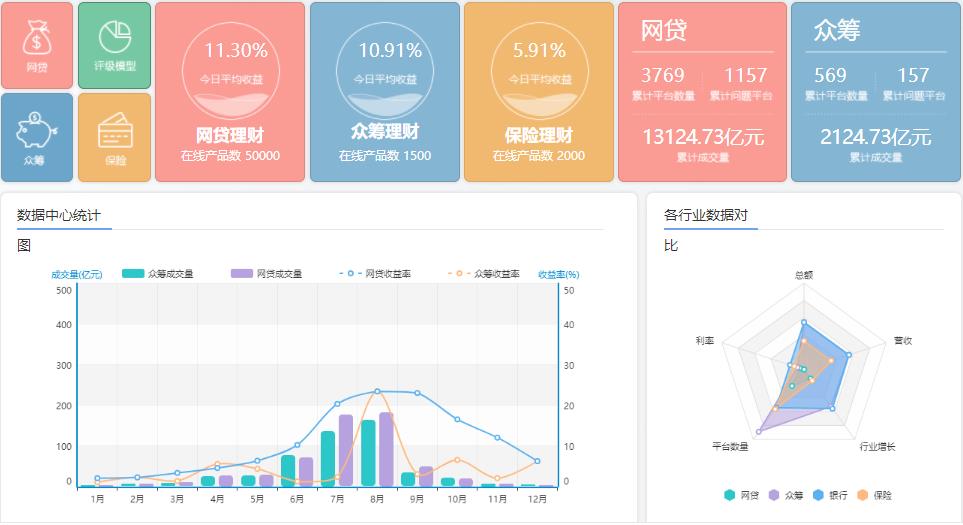 网贷
评级模型
众筹
保险
11.30%
今日平均收益
网贷理财
在线产品数 50000
10.91%
今日平均收益
众筹理财
在线产品数 1500
5.91%
今日平均收益
保险理财
在线产品数 2000
网贷
3769 1157
累计平台数量 累计问题平台
13124.73亿元
累计成交量
众筹
569 157
累计平台数量 累计问题平台
2124.73亿元
累计成交量
数据中心统计
图
成交量(亿元) 众筹成交量 网贷成交量 网贷收益率 众筹收益率 收益率(%)
500 50
400 40
300 30
200 20
100 10
0 0
1月 2月 3月 4月 5月 6月 7月 8月 9月 10月 11月 12月
各行业数据对
比
总额
利率 营收
平台数量 行业增长
网贷 众筹 银行 保险